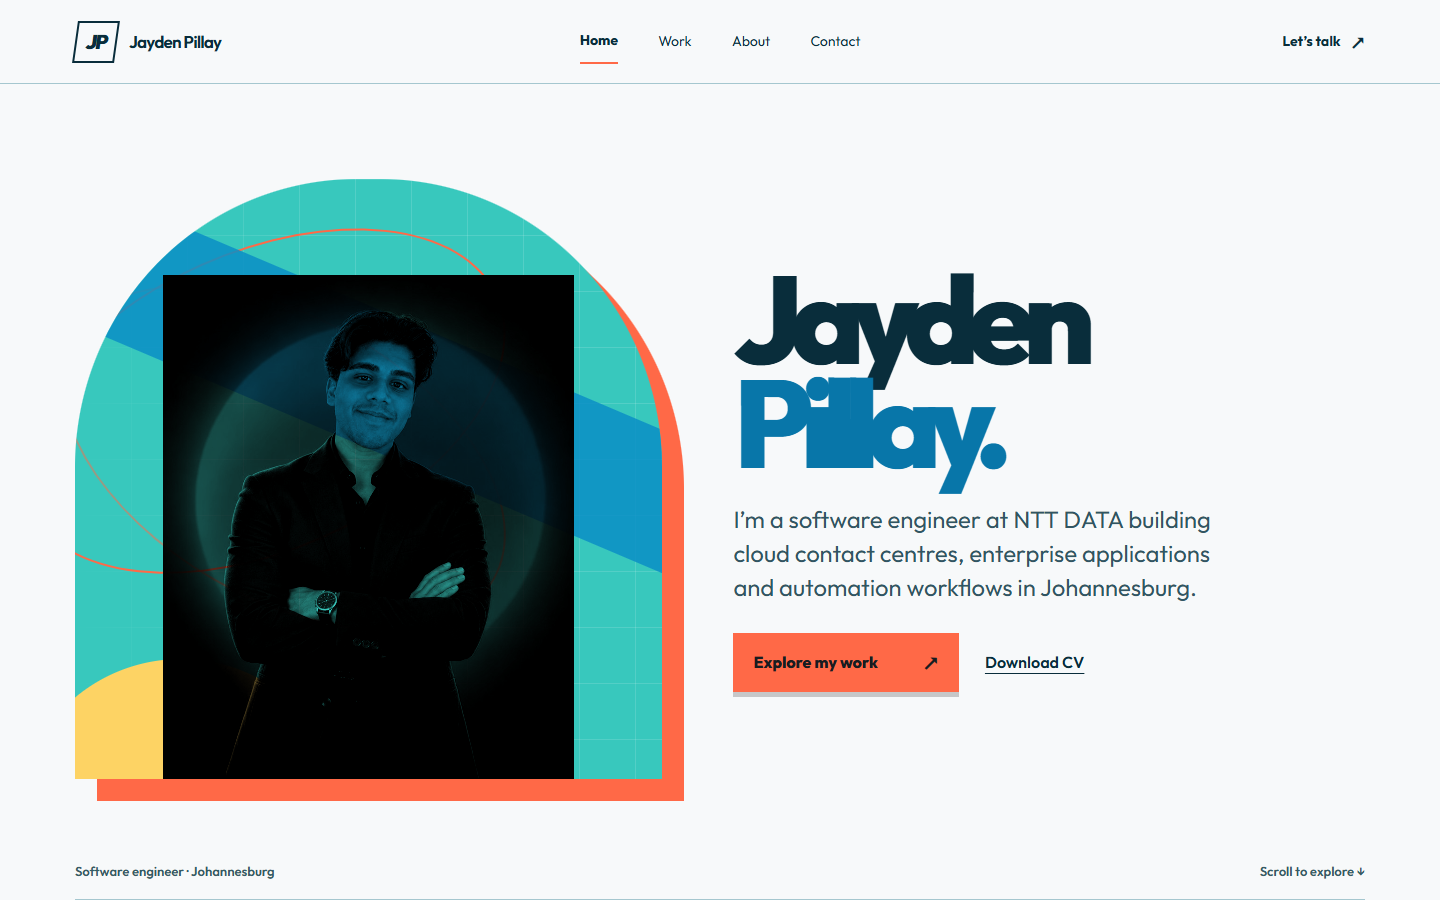 JP Jayden Pillay
Home Work About Contact
Let's talk ↗
Jayden
Pillay.
I'm a software engineer at NTT DATA building
cloud contact centres, enterprise applications
and automation workflows in Johannesburg.
Explore my work ↗ Download CV
Software engineer · Johannesburg
Scroll to explore ↓